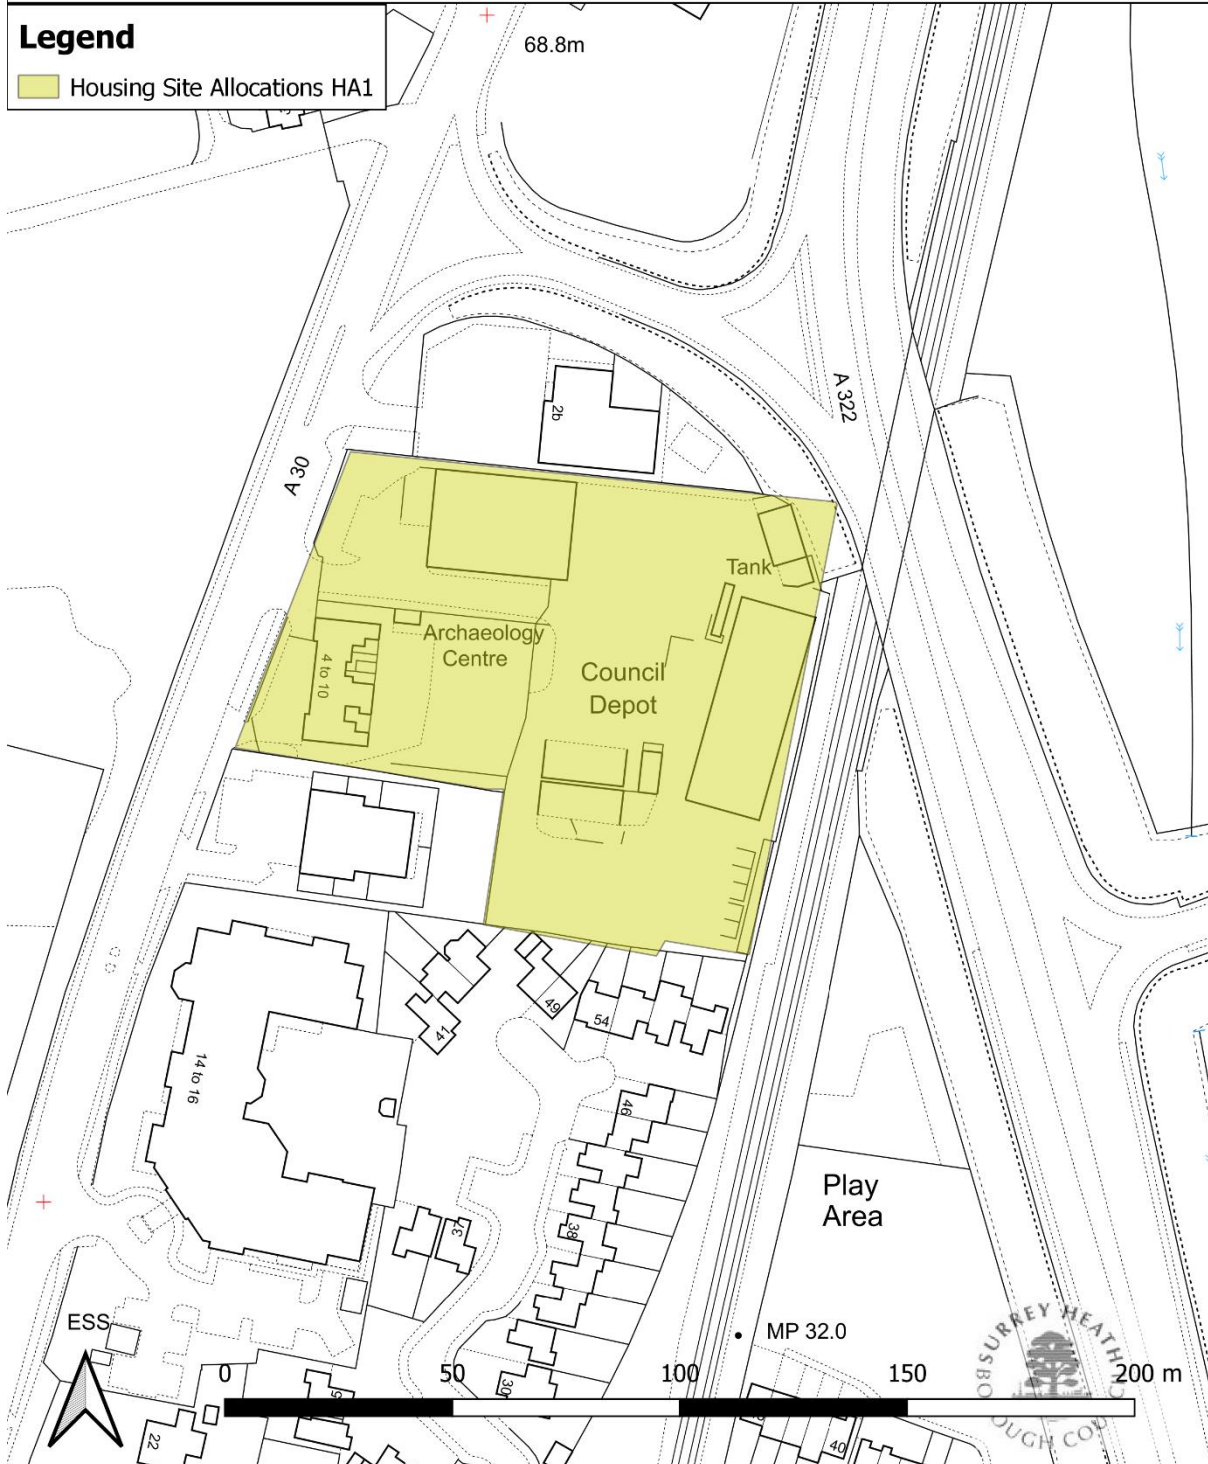 Legend
Housing Site Allocations HA1
68.8m
A 322
2b
A 30
Tank
Archaeology
Centre
4 to 10
Council
Depot
49
54
41
14 to 16
46
Play
Area
37
38
ESS
MP 32.0
SURREY HEATH
BOROUGH COUNCIL
0
50
100
150
200 m
30
22
40